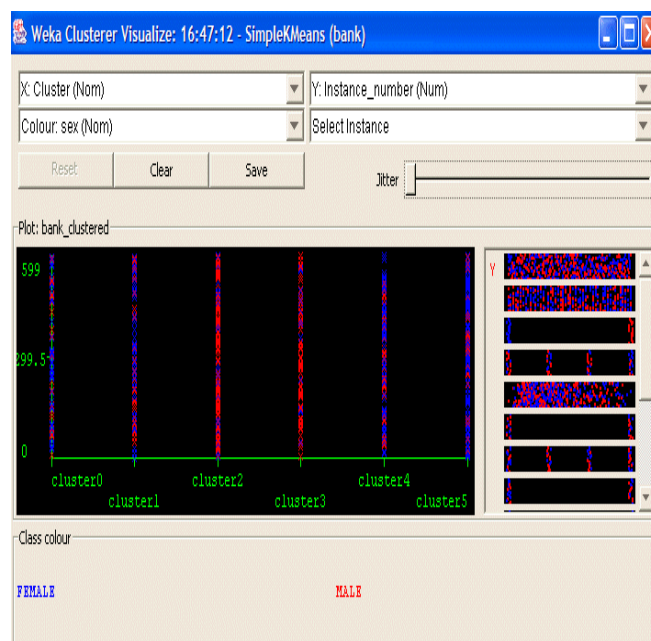 Weka Clusterer Visualize: 16:47:12 - SimpleKMeans (bank)
X: Cluster (Nom) Y: Instance_number (Num)
Colour: sex (Nom) Select Instance
Reset Clear Save Jitter
Plot: bank_clustered
599 Y
299.5
0
cluster0 cluster2 cluster4
cluster1 cluster3 cluster5
Class colour
FEMALE MALE